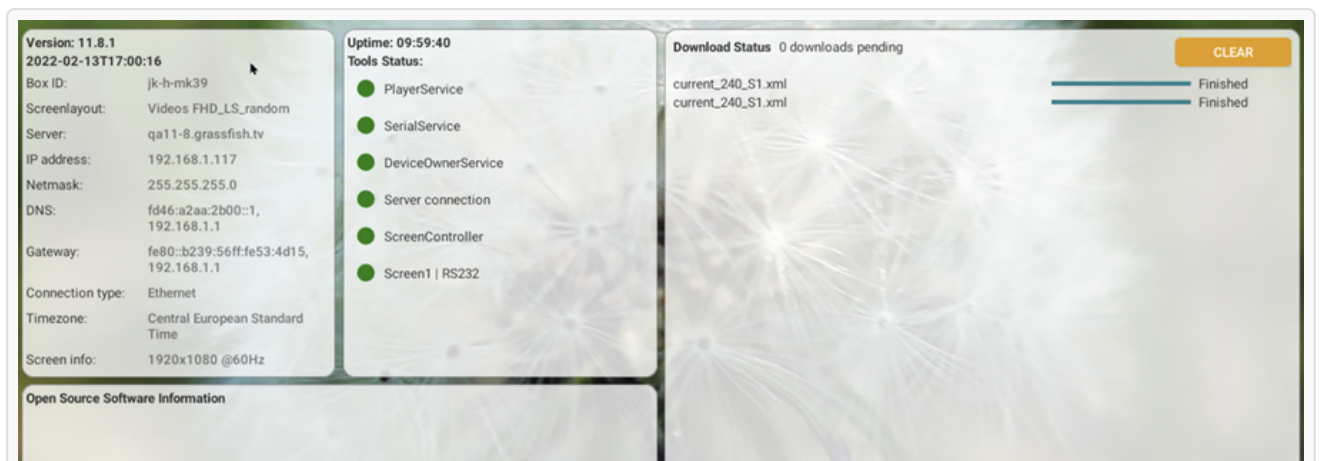 Version: 11.8.1
2022-02-13T17:00:16
Box ID: jk-h-mk39
Screenlayout: Videos FHD_LS_random
Server: qa11-8.grassfish.tv
IP address: 192.168.1.117
Netmask: 255.255.255.0
DNS: fd46:a2aa:2b00::1,
192.168.1.1
Gateway: fe80::b239:56ff:fe53:4d15,
192.168.1.1
Connection type: Ethernet
Timezone: Central European Standard
Time
Screen info: 1920x1080 @60Hz
Uptime: 09:59:40
Tools Status:
PlayerService
SerialService
DeviceOwnerService
Server connection
ScreenController
Screen1 | RS232
Download Status 0 downloads pending
CLEAR
current_240_S1.xml Finished
current_240_S1.xml Finished
Open Source Software Information